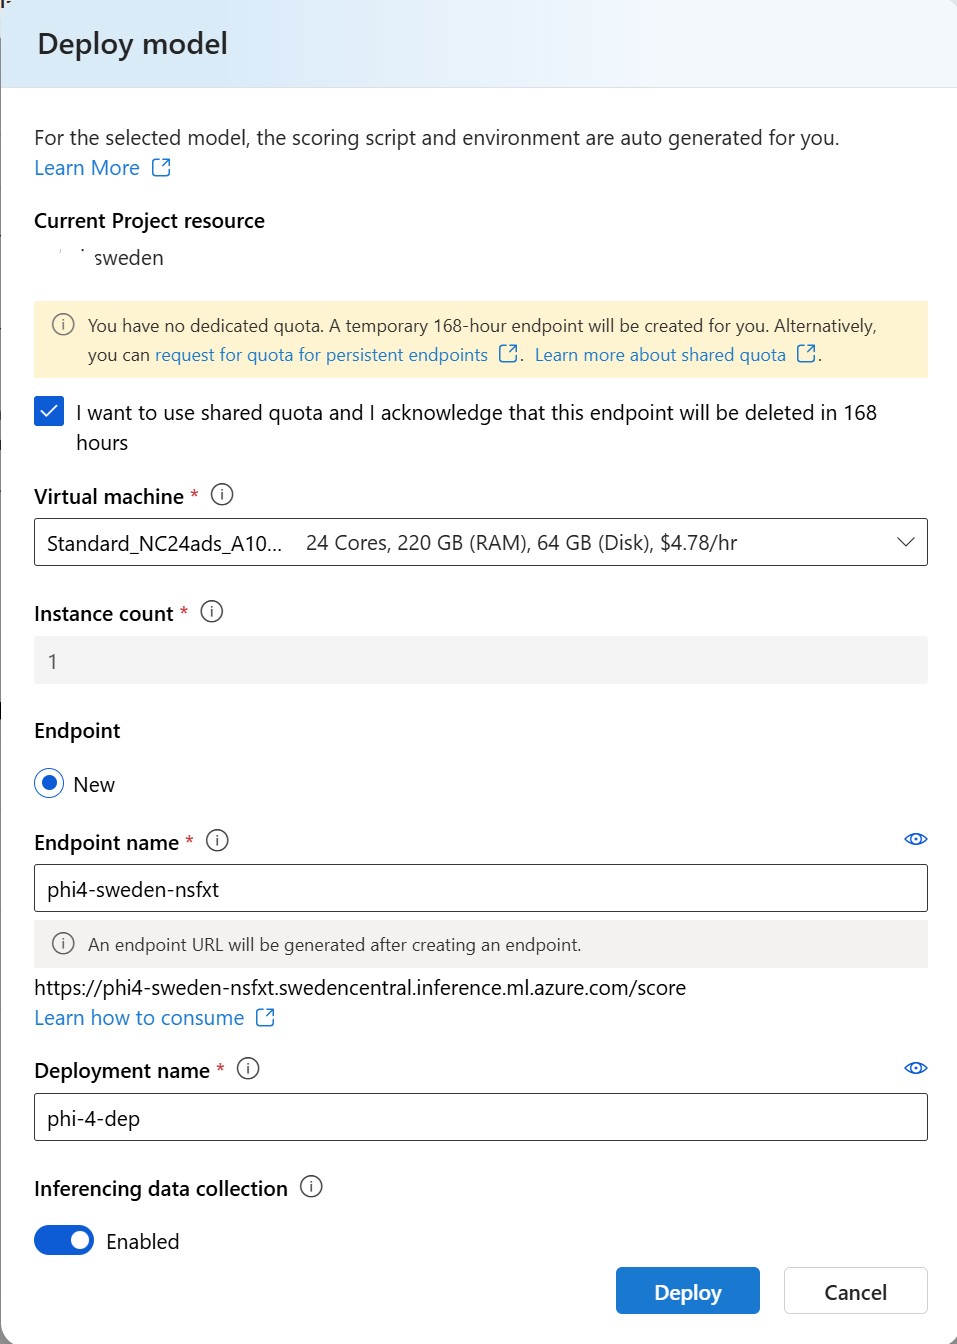 Deploy model
For the selected model, the scoring script and environment are auto generated for you.
Learn More
Current Project resource
sweden
You have no dedicated quota. A temporary 168-hour endpoint will be created for you. Alternatively,
you can request for quota for persistent endpoints . Learn more about shared quota .
I want to use shared quota and I acknowledge that this endpoint will be deleted in 168
hours
Virtual machine *
Standard_NC24ads_A10... 24 Cores, 220 GB (RAM), 64 GB (Disk), $4.78/hr
Instance count *
1
Endpoint
New
Endpoint name *
phi4-sweden-nsfxt
An endpoint URL will be generated after creating an endpoint.
https://phi4-sweden-nsfxt.swedencentral.inference.ml.azure.com/score
Learn how to consume
Deployment name *
phi-4-dep
Inferencing data collection
Enabled
Deploy Cancel